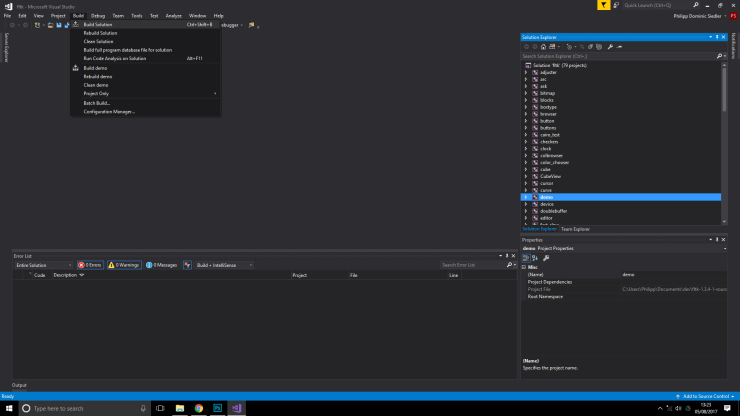 fltk - Microsoft Visual Studio
Quick Launch (Ctrl+Q)
File Edit View Project Build Debug Team Tools Test Analyze Window Help
Philipp Dominic Siedler PS
Build Solution Ctrl+Shift+B
Rebuild Solution
Clean Solution
Build full program database file for solution
Run Code Analysis on Solution Alt+F11
Build demo
Rebuild demo
Clean demo
Project Only
Batch Build...
Configuration Manager...
ebugger
Server Explorer
Notifications
Solution Explorer
Search Solution Explorer (Ctrl+;)
Solution 'fltk' (79 projects)
adjuster
arc
ask
bitmap
blocks
boxtype
browser
button
buttons
cairo_test
checkers
clock
colbrowser
color_chooser
cube
CubeView
cursor
curve
demo
device
doublebuffer
editor
Solution Explorer Team Explorer
Properties
demo Project Properties
Misc
(Name) demo
Project Dependencies
Project File C:\Users\Philipp\Documents\dev\fltk-1.3.4-1-sourc
Root Namespace
(Name)
Specifies the project name.
Error List
Entire Solution 0 Errors 0 Warnings 0 Messages Build + IntelliSense Search Error List
Code Description Project File Line
Output
Ready
Add to Source Control
Type here to search
13:23
05/08/2017